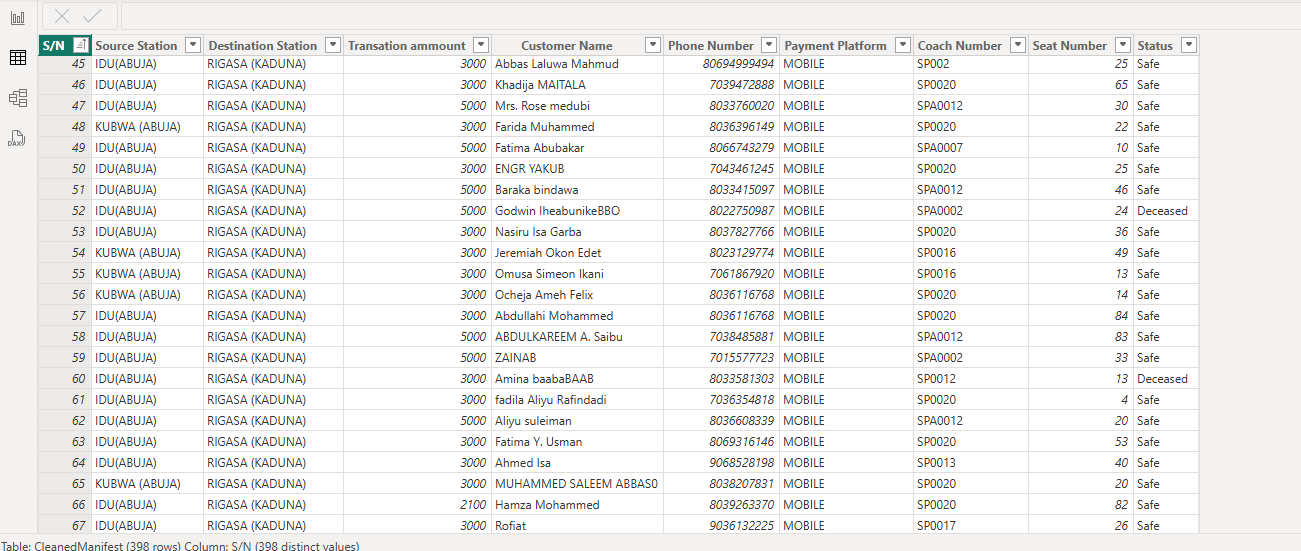 S/N Source Station Destination Station Transation ammount Customer Name Phone Number Payment Platform Coach Number Seat Number Status
45 IDU(ABUJA) RIGASA (KADUNA) 3000 Abbas Laluwa Mahmud 80694999494 MOBILE SP002 25 Safe
46 IDU(ABUJA) RIGASA (KADUNA) 3000 Khadija MAITALA 7039472888 MOBILE SP0020 65 Safe
47 IDU(ABUJA) RIGASA (KADUNA) 5000 Mrs. Rose medubi 8033760020 MOBILE SPA0012 30 Safe
48 KUBWA (ABUJA) RIGASA (KADUNA) 3000 Farida Muhammed 8036396149 MOBILE SP0020 22 Safe
49 IDU(ABUJA) RIGASA (KADUNA) 5000 Fatima Abubakar 8066743279 MOBILE SPA0007 10 Safe
50 IDU(ABUJA) RIGASA (KADUNA) 3000 ENGR YAKUB 7043461245 MOBILE SP0020 25 Safe
51 IDU(ABUJA) RIGASA (KADUNA) 5000 Baraka bindawa 8033415097 MOBILE SPA0012 46 Safe
52 IDU(ABUJA) RIGASA (KADUNA) 5000 Godwin IheabunikeBBO 8022750987 MOBILE SPA0002 24 Deceased
53 IDU(ABUJA) RIGASA (KADUNA) 3000 Nasiru Isa Garba 8037827766 MOBILE SP0020 36 Safe
54 KUBWA (ABUJA) RIGASA (KADUNA) 3000 Jeremiah Okon Edet 8023129774 MOBILE SP0016 49 Safe
55 KUBWA (ABUJA) RIGASA (KADUNA) 3000 Omusa Simeon Ikani 7061867920 MOBILE SP0016 13 Safe
56 KUBWA (ABUJA) RIGASA (KADUNA) 3000 Ocheja Ameh Felix 8036116768 MOBILE SP0020 14 Safe
57 IDU(ABUJA) RIGASA (KADUNA) 3000 Abdullahi Mohammed 8036116768 MOBILE SP0020 84 Safe
58 IDU(ABUJA) RIGASA (KADUNA) 5000 ABDULKAREEM A. Saibu 7038485881 MOBILE SPA0012 83 Safe
59 IDU(ABUJA) RIGASA (KADUNA) 5000 ZAINAB 7015577723 MOBILE SPA0002 33 Safe
60 IDU(ABUJA) RIGASA (KADUNA) 3000 Amina baabaBAAB 8033581303 MOBILE SP0012 13 Deceased
61 IDU(ABUJA) RIGASA (KADUNA) 3000 fadila Aliyu Rafindadi 7036354818 MOBILE SP0020 4 Safe
62 IDU(ABUJA) RIGASA (KADUNA) 5000 Aliyu suleiman 8036608339 MOBILE SPA0012 20 Safe
63 IDU(ABUJA) RIGASA (KADUNA) 3000 Fatima Y. Usman 8069316146 MOBILE SP0020 53 Safe
64 IDU(ABUJA) RIGASA (KADUNA) 3000 Ahmed Isa 9068528198 MOBILE SP0013 40 Safe
65 KUBWA (ABUJA) RIGASA (KADUNA) 3000 MUHAMMED SALEEM ABBAS0 8038207831 MOBILE SP0020 20 Safe
66 IDU(ABUJA) RIGASA (KADUNA) 2100 Hamza Mohammed 8039263370 MOBILE SP0020 82 Safe
67 IDU(ABUJA) RIGASA (KADUNA) 3000 Rofiat 9036132225 MOBILE SP0017 26 Safe
DAX
Table: CleanedManifest (398 rows) Column: S/N (398 distinct values)